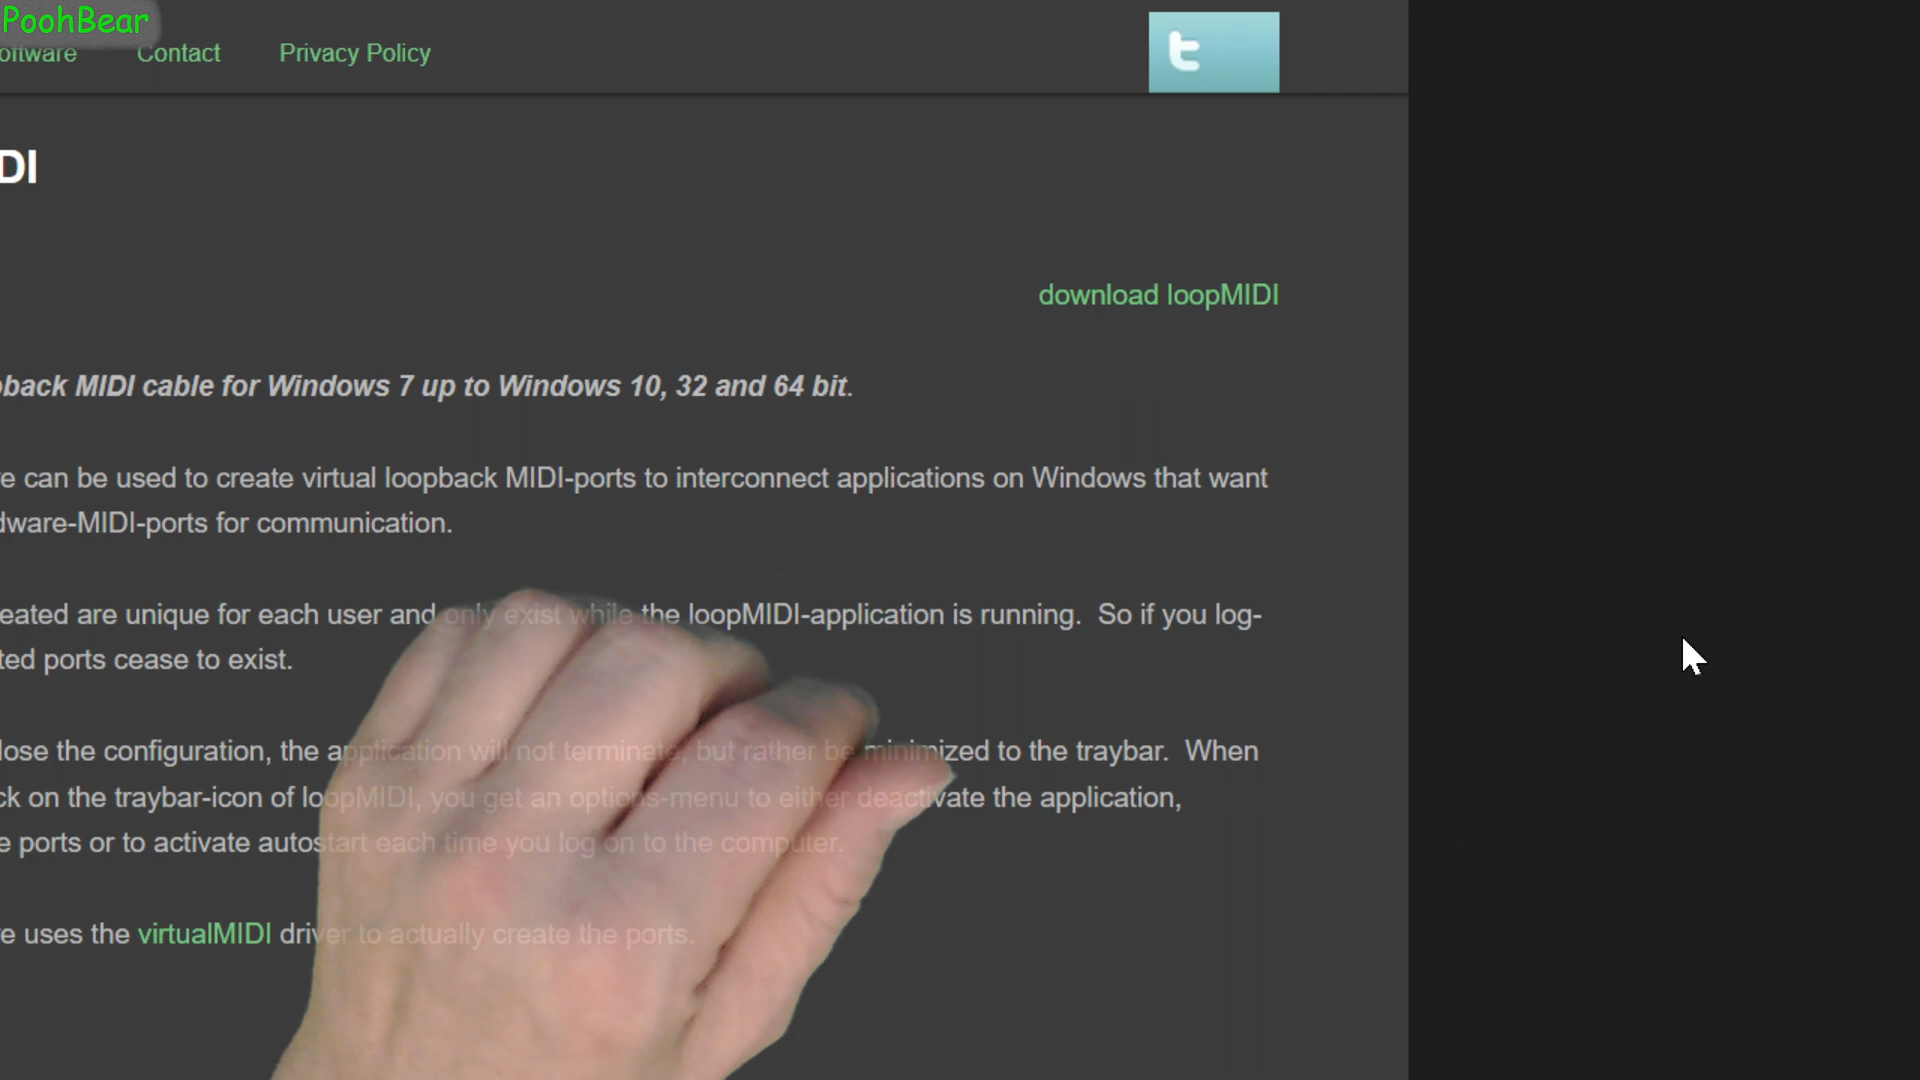 PoohBear
oftware Contact Privacy Policy
DI
download loopMIDI
back MIDI cable for Windows 7 up to Windows 10, 32 and 64 bit.
e can be used to create virtual loopback MIDI-ports to interconnect applications on Windows that want
dware-MIDI-ports for communication.
eated are unique for each user and only exist while the loopMIDI-application is running. So if you log-
ted ports cease to exist.
lose the configuration, the application will not terminate, but rather be minimized to the traybar. When
ck on the traybar-icon of loopMIDI, you get an options-menu to either deactivate the application,
e ports or to activate autostart each time you log on to the computer.
e uses the virtualMIDI driver to actually create the ports.